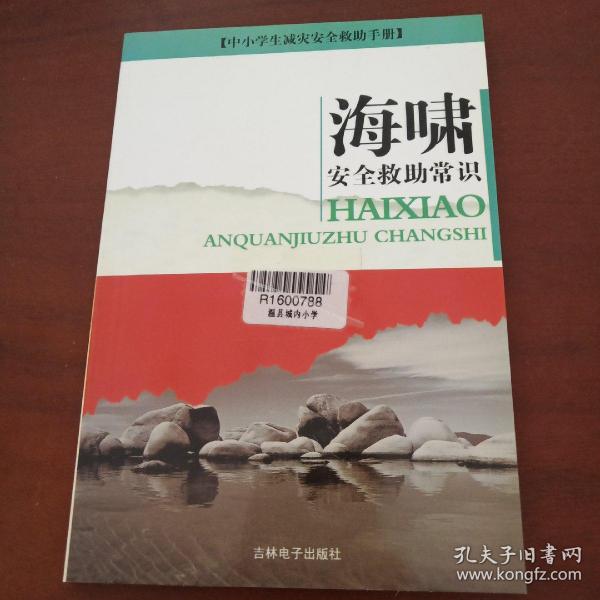 【中小学生减灾安全救助手册】
海啸
安全救助常识
HAIXIAO
ANQUANJIUZHU CHANGSHI
R1600788
温县城内小学
吉林电子出版社
孔夫子旧书网
www.kongfz.com